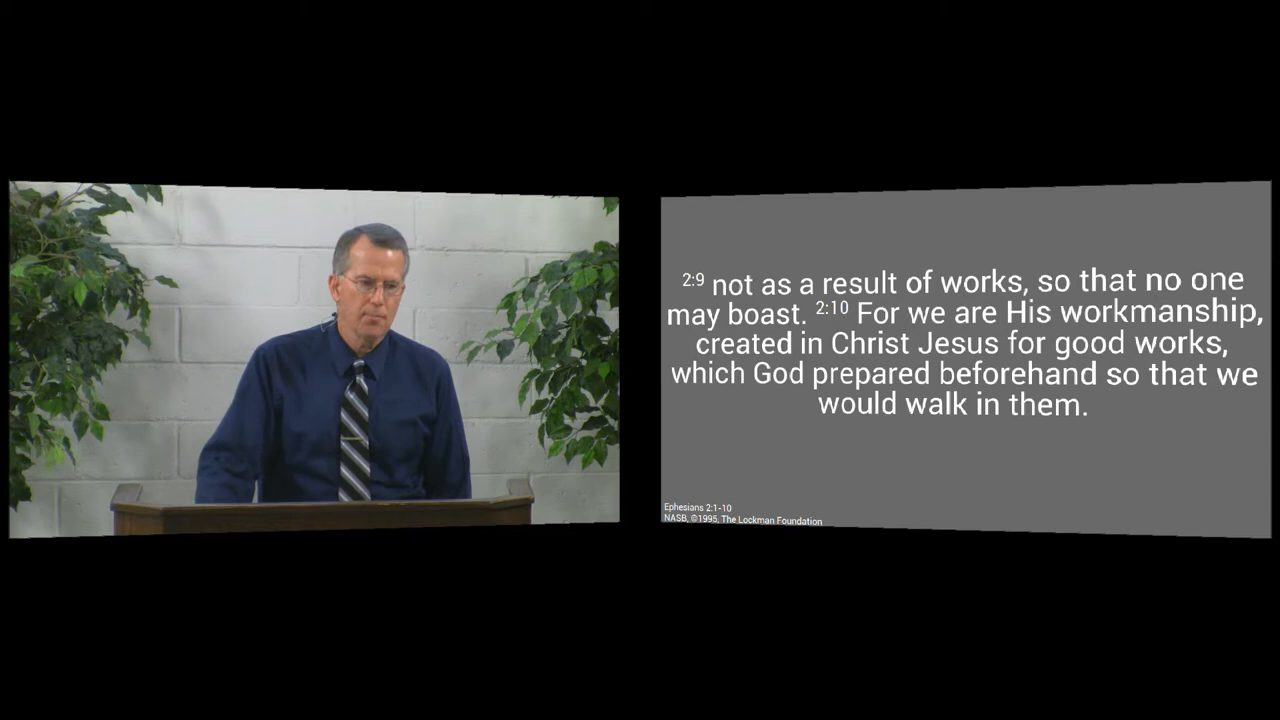 2:9 not as a result of works, so that no one
may boast. 2:10 For we are His workmanship,
created in Christ Jesus for good works,
which God prepared beforehand so that we
would walk in them.
Ephesians 2:1-10
NASB, ©1995, The Lockman Foundation